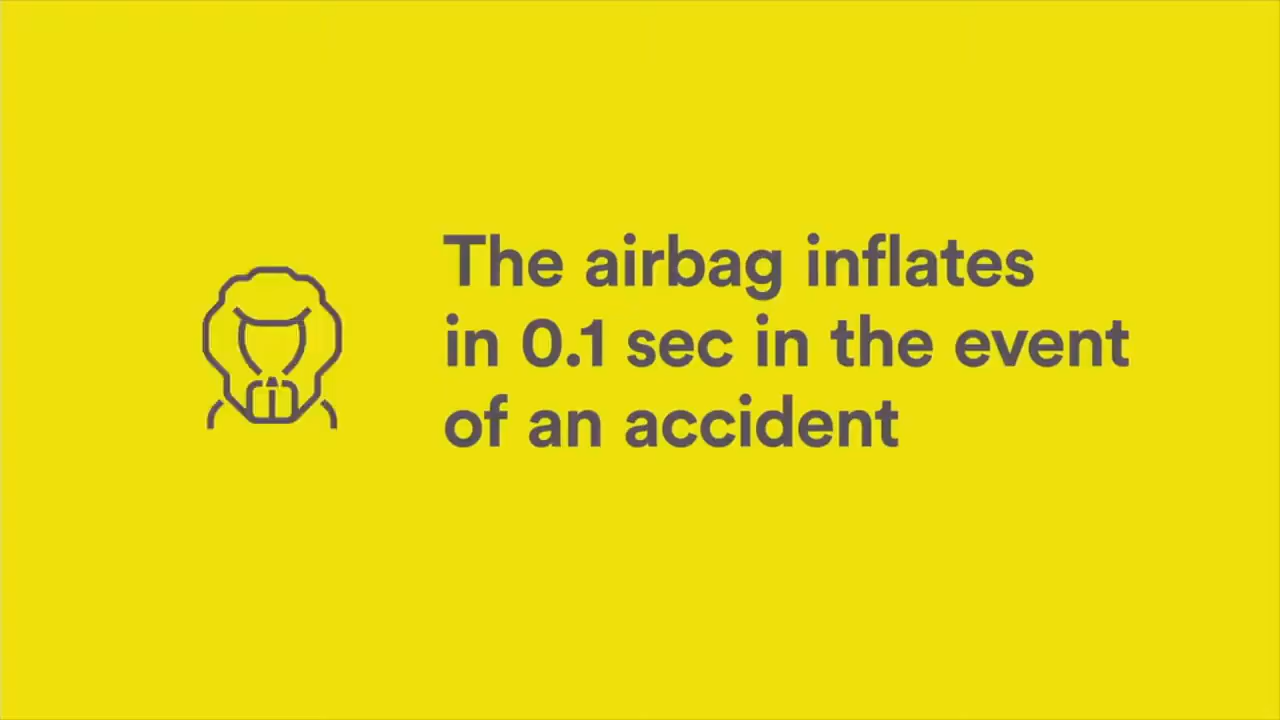 The airbag inflates
in 0.1 sec in the event
of an accident